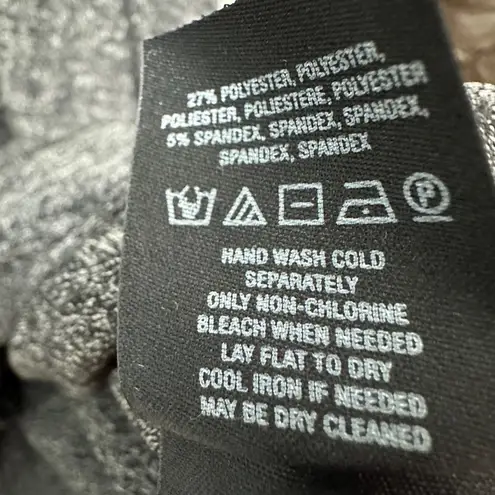 27% POLYESTER, POLYESTER,
POLIESTER, POLIESTERE, POLYESTER
5% SPANDEX, SPANDEX, SPANDEX,
SPANDEX, SPANDEX
P
HAND WASH COLD
SEPARATELY
ONLY NON-CHLORINE
BLEACH WHEN NEEDED
LAY FLAT TO DRY
COOL IRON IF NEEDED
MAY BE DRY CLEANED